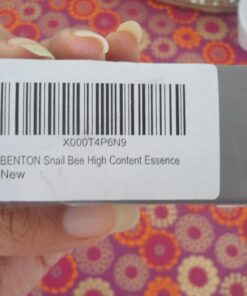 X000T4P6N9
BENTON Snail Bee High Content Essence
New